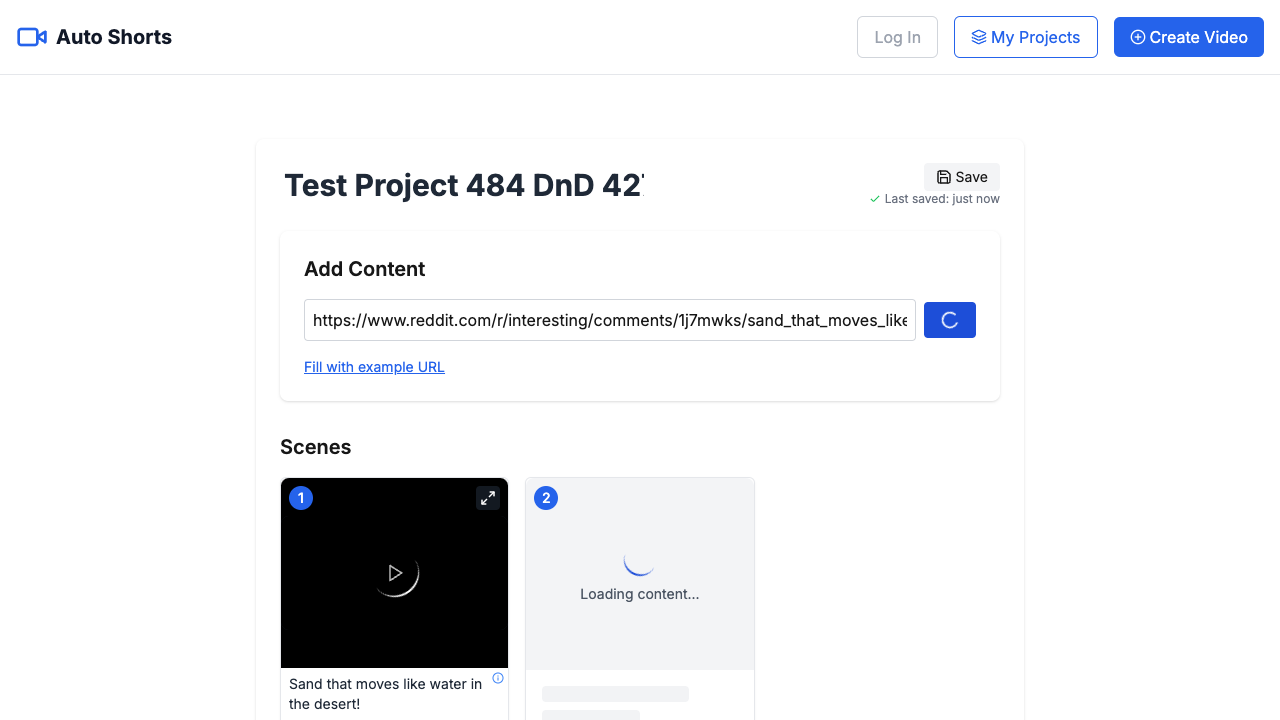 Auto Shorts
Log In
My Projects
Create Video
Test Project 484 DnD 42
Save
Last saved: just now
Add Content
https://www.reddit.com/r/interesting/comments/1j7mwks/sand_that_moves_like
Fill with example URL
Scenes
1
2
Loading content...
Sand that moves like water in
the desert!